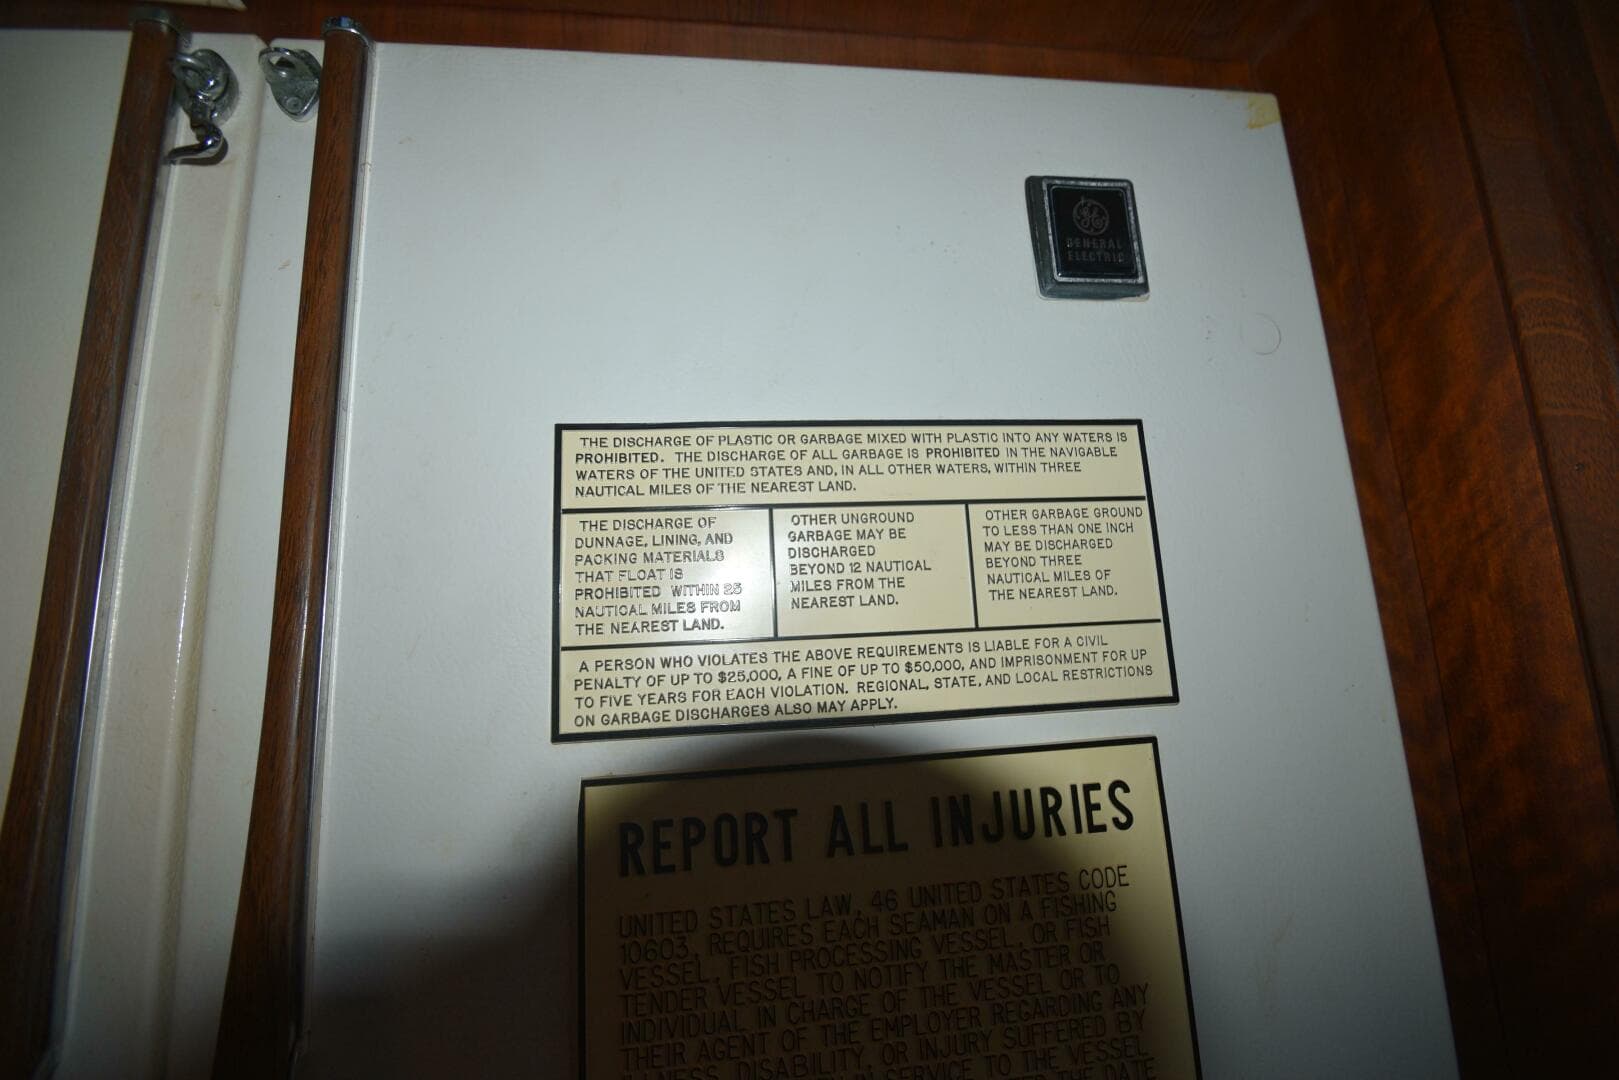 GE
GENERAL
ELECTRIC
THE DISCHARGE OF PLASTIC OR GARBAGE MIXED WITH PLASTIC INTO ANY WATERS IS
PROHIBITED. THE DISCHARGE OF ALL GARBAGE IS PROHIBITED IN THE NAVIGABLE
WATERS OF THE UNITED STATES AND, IN ALL OTHER WATERS, WITHIN THREE
NAUTICAL MILES OF THE NEAREST LAND.
THE DISCHARGE OF
DUNNAGE, LINING, AND
PACKING MATERIALS
THAT FLOAT IS
PROHIBITED WITHIN 25
NAUTICAL MILES FROM
THE NEAREST LAND.
OTHER UNGROUND
GARBAGE MAY BE
DISCHARGED
BEYOND 12 NAUTICAL
MILES FROM THE
NEAREST LAND.
OTHER GARBAGE GROUND
TO LESS THAN ONE INCH
MAY BE DISCHARGED
BEYOND THREE
NAUTICAL MILES OF
THE NEAREST LAND.
A PERSON WHO VIOLATES THE ABOVE REQUIREMENTS IS LIABLE FOR A CIVIL
PENALTY OF UP TO $25,000, A FINE OF UP TO $50,000, AND IMPRISONMENT FOR UP
TO FIVE YEARS FOR EACH VIOLATION. REGIONAL, STATE, AND LOCAL RESTRICTIONS
ON GARBAGE DISCHARGES ALSO MAY APPLY.
REPORT ALL INJURIES
UNITED STATES LAW, 46 UNITED STATES CODE
10603, REQUIRES EACH SEAMAN ON A FISHING
VESSEL, FISH PROCESSING VESSEL, OR FISH
TENDER VESSEL TO NOTIFY THE MASTER OR
INDIVIDUAL IN CHARGE OF THE VESSEL OR TO
THEIR AGENT OF THE EMPLOYER REGARDING ANY
ILLNESS, DISABILITY, OR INJURY SUFFERED BY
IN SERVICE TO THE VESSEL
THE DATE